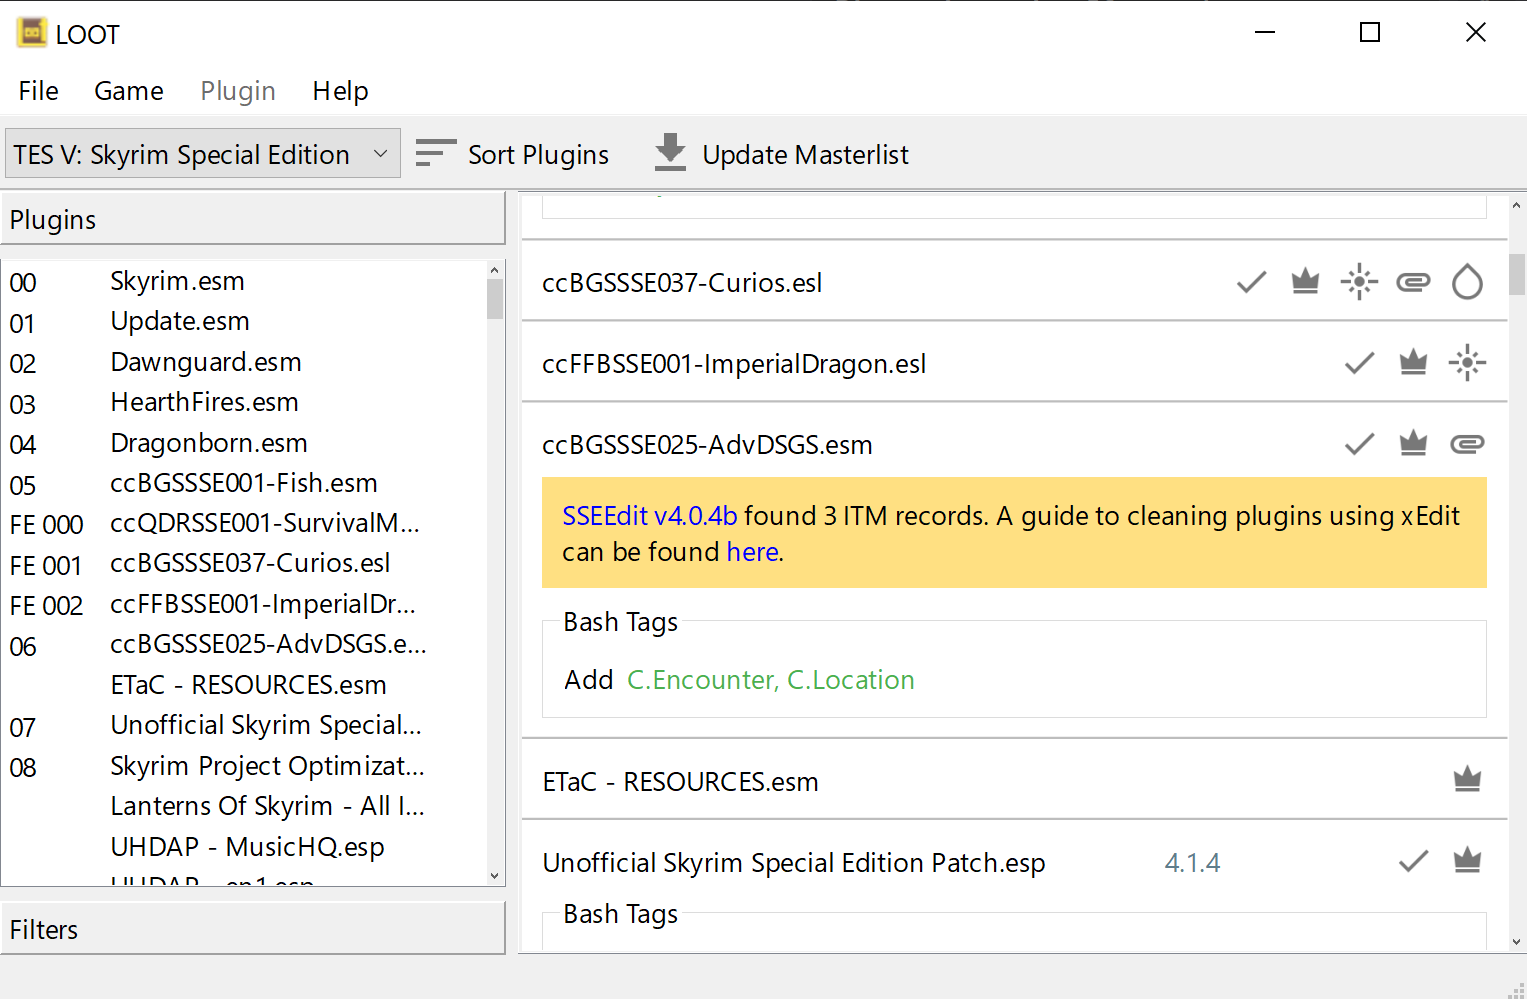 LOOT
File Game Plugin Help
TES V: Skyrim Special Edition Sort Plugins Update Masterlist
Plugins
00 Skyrim.esm
01 Update.esm
02 Dawnguard.esm
03 HearthFires.esm
04 Dragonborn.esm
05 ccBGSSSE001-Fish.esm
FE 000 ccQDRSSE001-SurvivalM...
FE 001 ccBGSSSE037-Curios.esl
FE 002 ccFFBSSE001-ImperialDr...
06 ccBGSSSE025-AdvDSGS.e...
ETaC - RESOURCES.esm
07 Unofficial Skyrim Special...
08 Skyrim Project Optimizat...
Lanterns Of Skyrim - All I...
UHDAP - MusicHQ.esp
UHDAP - en1.esp
Filters
ccBGSSSE037-Curios.esl
ccFFBSSE001-ImperialDragon.esl
ccBGSSSE025-AdvDSGS.esm
SSEEdit v4.0.4b found 3 ITM records. A guide to cleaning plugins using xEdit
can be found here.
Bash Tags
Add C.Encounter, C.Location
ETaC - RESOURCES.esm
Unofficial Skyrim Special Edition Patch.esp 4.1.4
Bash Tags